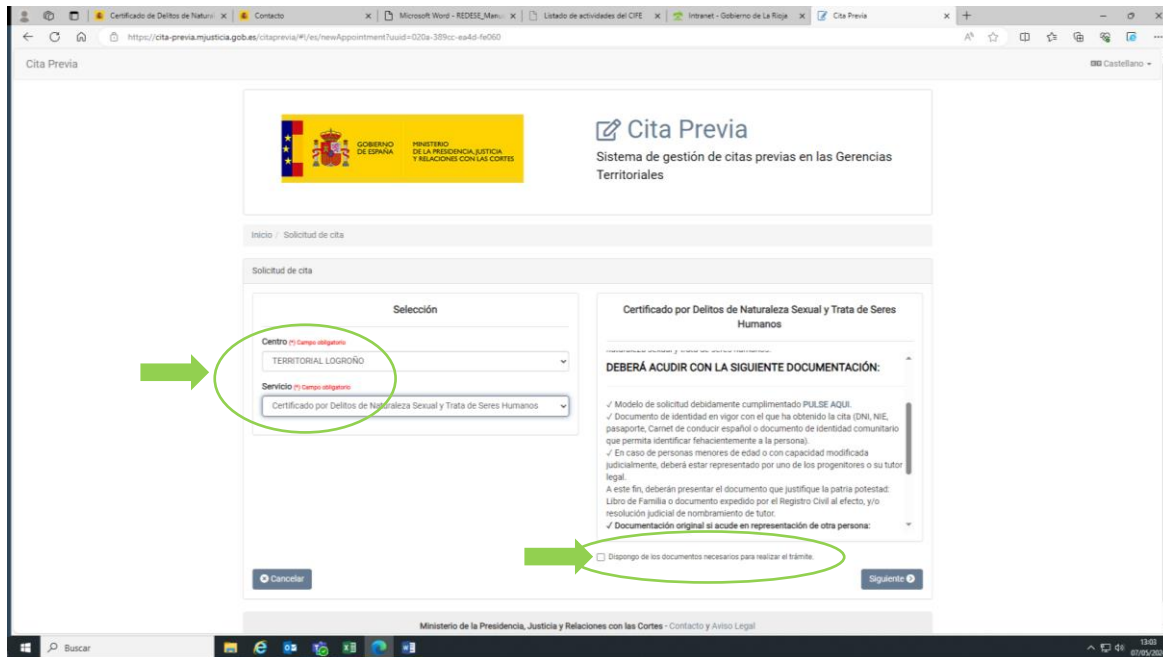 Certificado de Delitos de Natura
Contacto
Microsoft Word - REDESE_Manu
Listado de actividades del CIFE
Intranet - Gobierno de La Rioja
Cita Previa
https://cita-previa.mjusticia.gob.es/citaprevia/#!/es/newAppointment?uuid=020a-389cc-ea4d-fe060
Cita Previa
Castellano
GOBIERNO
DE ESPAÑA
MINISTERIO
DE LA PRESIDENCIA, JUSTICIA
Y RELACIONES CON LAS CORTES
Cita Previa
Sistema de gestión de citas previas en las Gerencias
Territoriales
Inicio / Solicitud de cita
Solicitud de cita
Selección
Centro (*) Campo obligatorio
TERRITORIAL LOGROÑO
Servicio (*) Campo obligatorio
Certificado por Delitos de Naturaleza Sexual y Trata de Seres Humanos
Certificado por Delitos de Naturaleza Sexual y Trata de Seres
Humanos
naturaleza sexual y trata de seres humanos.
DEBERÁ ACUDIR CON LA SIGUIENTE DOCUMENTACIÓN:
✓ Modelo de solicitud debidamente cumplimentado PULSE AQUI.
✓ Documento de identidad en vigor con el que ha obtenido la cita (DNI, NIE,
pasaporte, Carnet de conducir español o documento de identidad comunitario
que permita identificar fehacientemente a la persona).
✓ En caso de personas menores de edad o con capacidad modificada
judicialmente, deberá estar representado por uno de los progenitores o su tutor
legal.
A este fin, deberán presentar el documento que justifique la patria potestad:
Libro de Familia o documento expedido por el Registro Civil al efecto, y/o
resolución judicial de nombramiento de tutor.
✓ Documentación original si acude en representación de otra persona:
Dispongo de los documentos necesarios para realizar el trámite.
Cancelar
Siguiente
Ministerio de la Presidencia, Justicia y Relaciones con las Cortes - Contacto y Aviso Legal
Buscar
13:03
07/05/202